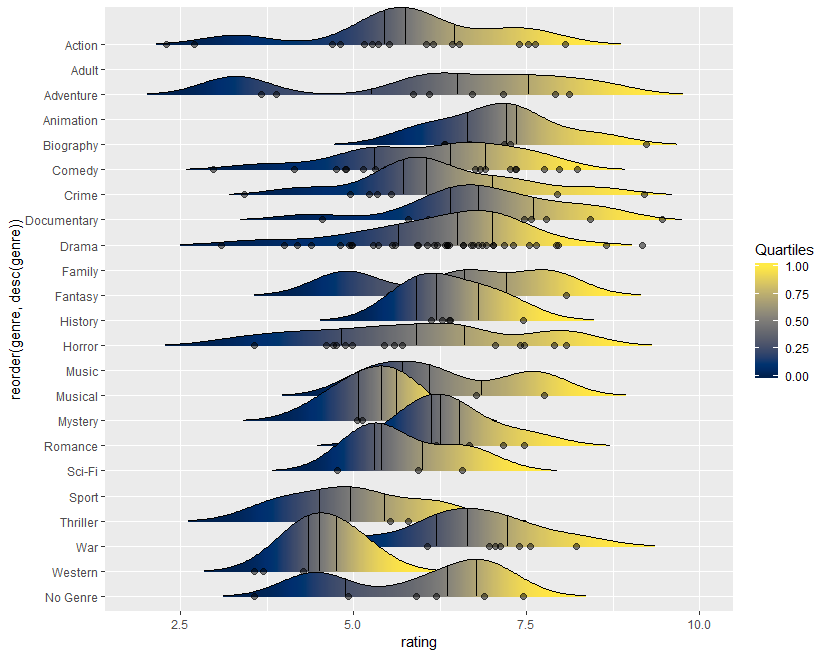 Action
Adult
Adventure
Animation
Biography
Comedy
Crime
Documentary
Drama
Family
Fantasy
History
Horror
Music
Musical
Mystery
Romance
Sci-Fi
Sport
Thriller
War
Western
No Genre
reorder(genre, desc(genre))
2.5 5.0 7.5 10.0
rating
Quartiles
1.00
0.75
0.50
0.25
0.00